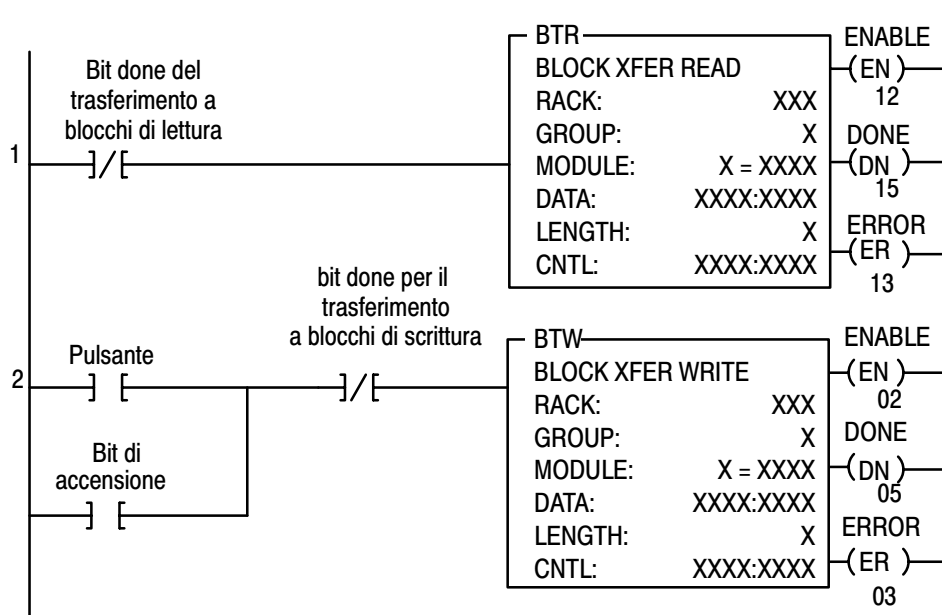 Bit done del
trasferimento a
blocchi di lettura
1
BTR
BLOCK XFER READ
RACK: XXX
GROUP: X
MODULE: X = XXXX
DATA: XXXX:XXXX
LENGTH: X
CNTL: XXXX:XXXX
ENABLE
(EN)
12
DONE
(DN)
15
ERROR
(ER)
13
2
Pulsante
Bit di
accensione
bit done per il
trasferimento
a blocchi di scrittura
BTW
BLOCK XFER WRITE
RACK: XXX
GROUP: X
MODULE: X = XXXX
DATA: XXXX:XXXX
LENGTH: X
CNTL: XXXX:XXXX
ENABLE
(EN)
02
DONE
(DN)
05
ERROR
(ER)
03